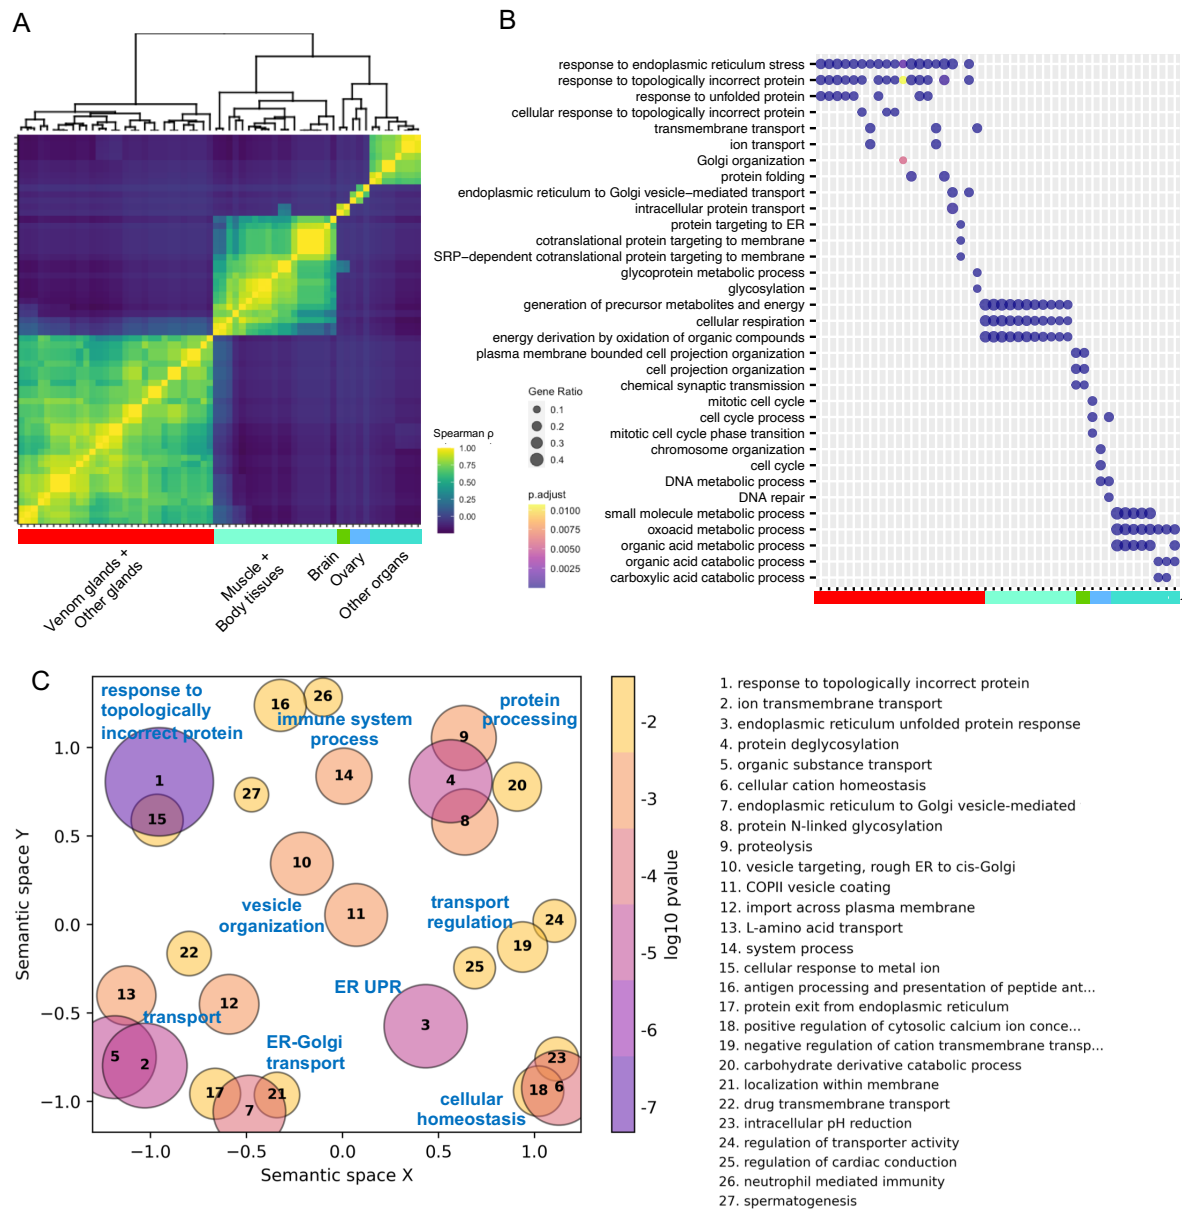 A
Spearman ρ
1.00
0.75
0.50
0.25
0.00
Venom glands +
Other glands
Muscle +
Body tissues
Brain
Ovary
Other organs
B
response to endoplasmic reticulum stress
response to topologically incorrect protein
response to unfolded protein
cellular response to topologically incorrect protein
transmembrane transport
ion transport
Golgi organization
protein folding
endoplasmic reticulum to Golgi vesicle−mediated transport
intracellular protein transport
protein targeting to ER
cotranslational protein targeting to membrane
SRP−dependent cotranslational protein targeting to membrane
glycoprotein metabolic process
glycosylation
generation of precursor metabolites and energy
cellular respiration
energy derivation by oxidation of organic compounds
plasma membrane bounded cell projection organization
cell projection organization
chemical synaptic transmission
mitotic cell cycle
cell cycle process
mitotic cell cycle phase transition
chromosome organization
cell cycle
DNA metabolic process
DNA repair
small molecule metabolic process
oxoacid metabolic process
organic acid metabolic process
organic acid catabolic process
carboxylic acid catabolic process
Gene Ratio
0.1
0.2
0.3
0.4
p.adjust
0.0100
0.0075
0.0050
0.0025
C
response to
topologically
incorrect protein
immune system
process
protein
processing
vesicle
organization
transport
regulation
ER UPR
transport
ER-Golgi
transport
cellular
homeostasis
16
26
9
14
1
4
20
27
15
8
10
11
24
19
22
25
13
12
3
5
2
23
17
21
18
6
7
1.0
0.5
0.0
−0.5
−1.0
Semantic space Y
−1.0
−0.5
0.0
0.5
1.0
Semantic space X
-2
-3
-4
-5
-6
-7
log10 pvalue
1. response to topologically incorrect protein
2. ion transmembrane transport
3. endoplasmic reticulum unfolded protein response
4. protein deglycosylation
5. organic substance transport
6. cellular cation homeostasis
7. endoplasmic reticulum to Golgi vesicle-mediated
8. protein N-linked glycosylation
9. proteolysis
10. vesicle targeting, rough ER to cis-Golgi
11. COPII vesicle coating
12. import across plasma membrane
13. L-amino acid transport
14. system process
15. cellular response to metal ion
16. antigen processing and presentation of peptide ant...
17. protein exit from endoplasmic reticulum
18. positive regulation of cytosolic calcium ion conce...
19. negative regulation of cation transmembrane transp...
20. carbohydrate derivative catabolic process
21. localization within membrane
22. drug transmembrane transport
23. intracellular pH reduction
24. regulation of transporter activity
25. regulation of cardiac conduction
26. neutrophil mediated immunity
27. spermatogenesis